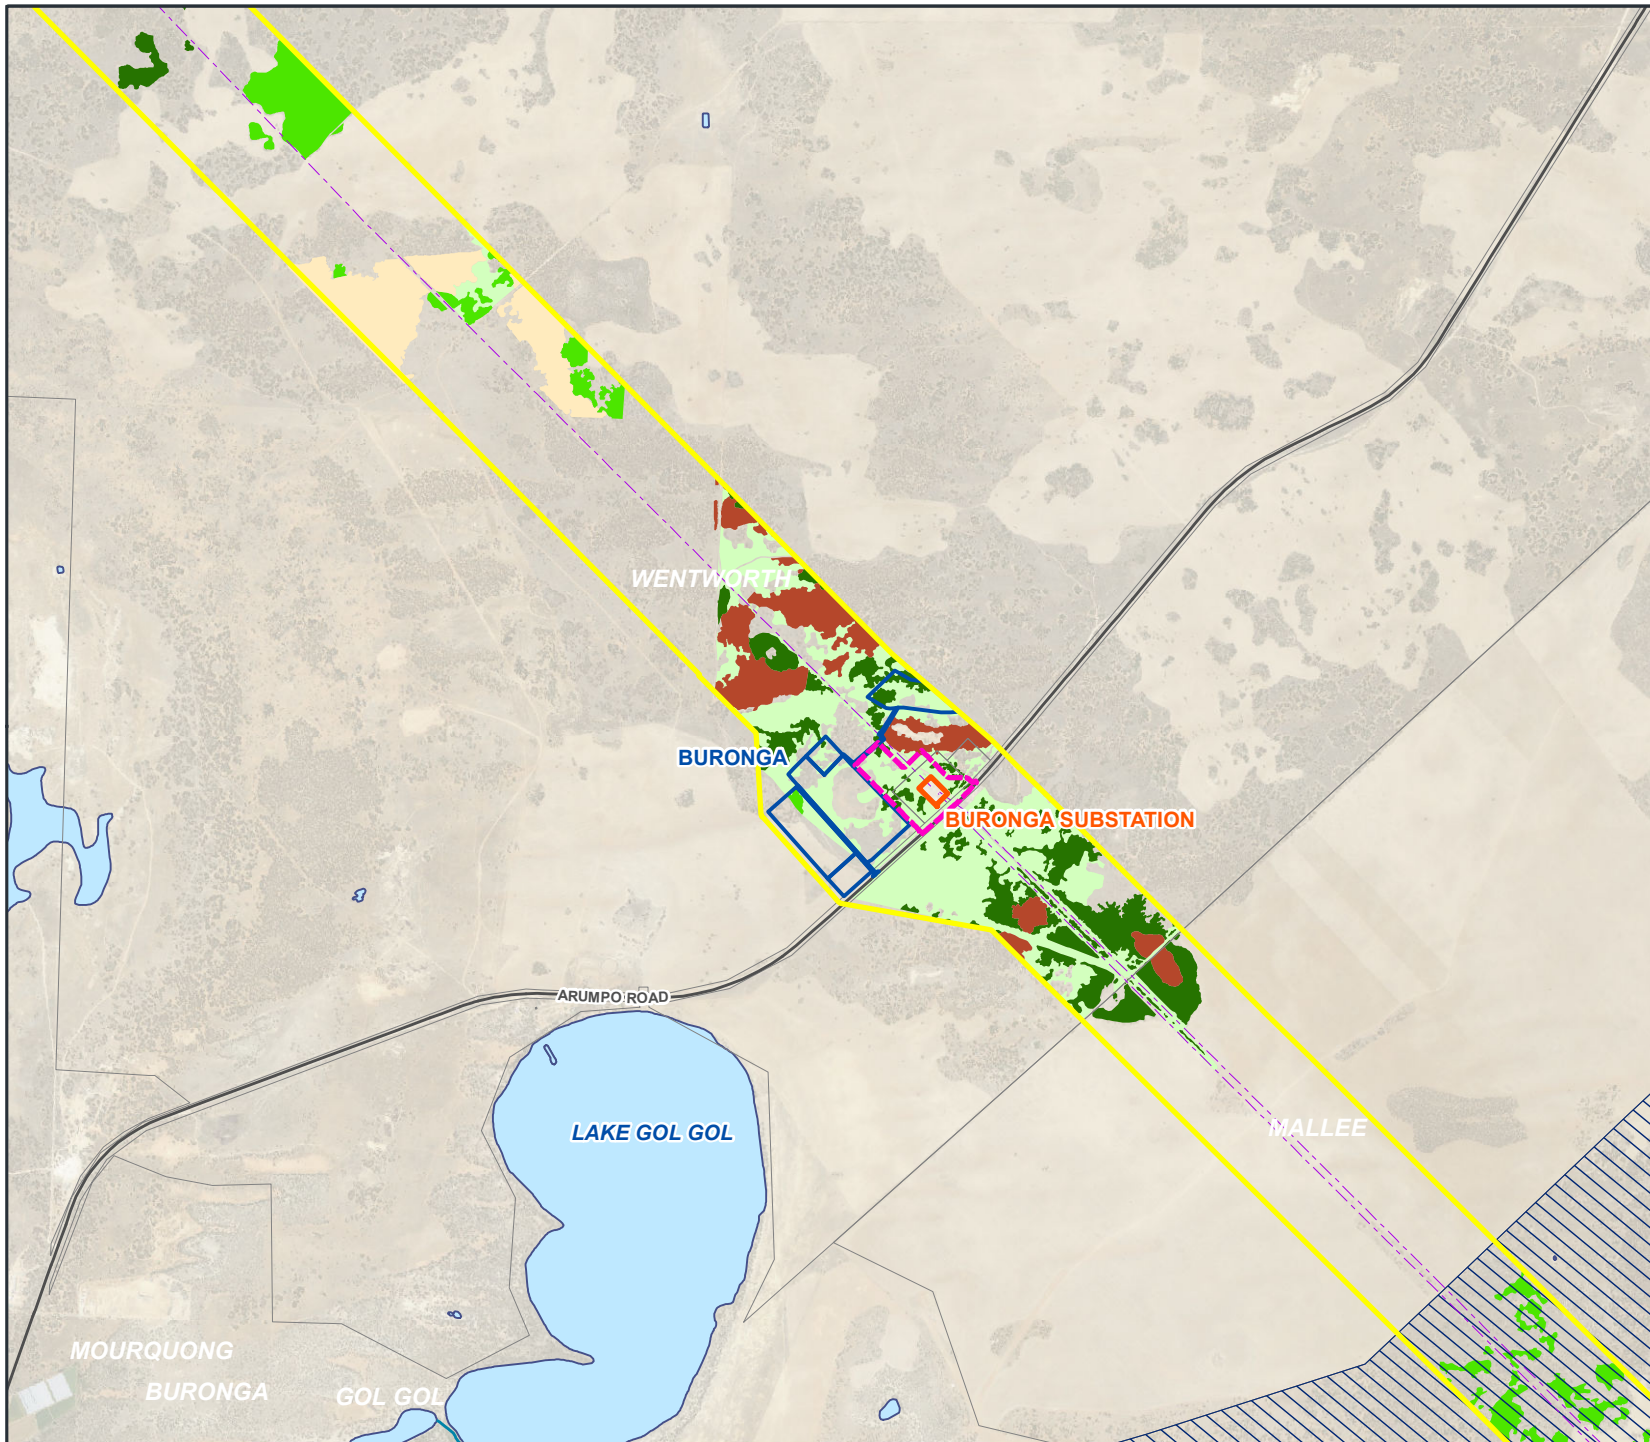 WENTWORTH
BURONGA
BURONGA SUBSTATION
ARUMPO ROAD
LAKE GOL GOL
MALLEE
MOURQUONG
BURONGA
GOL GOL